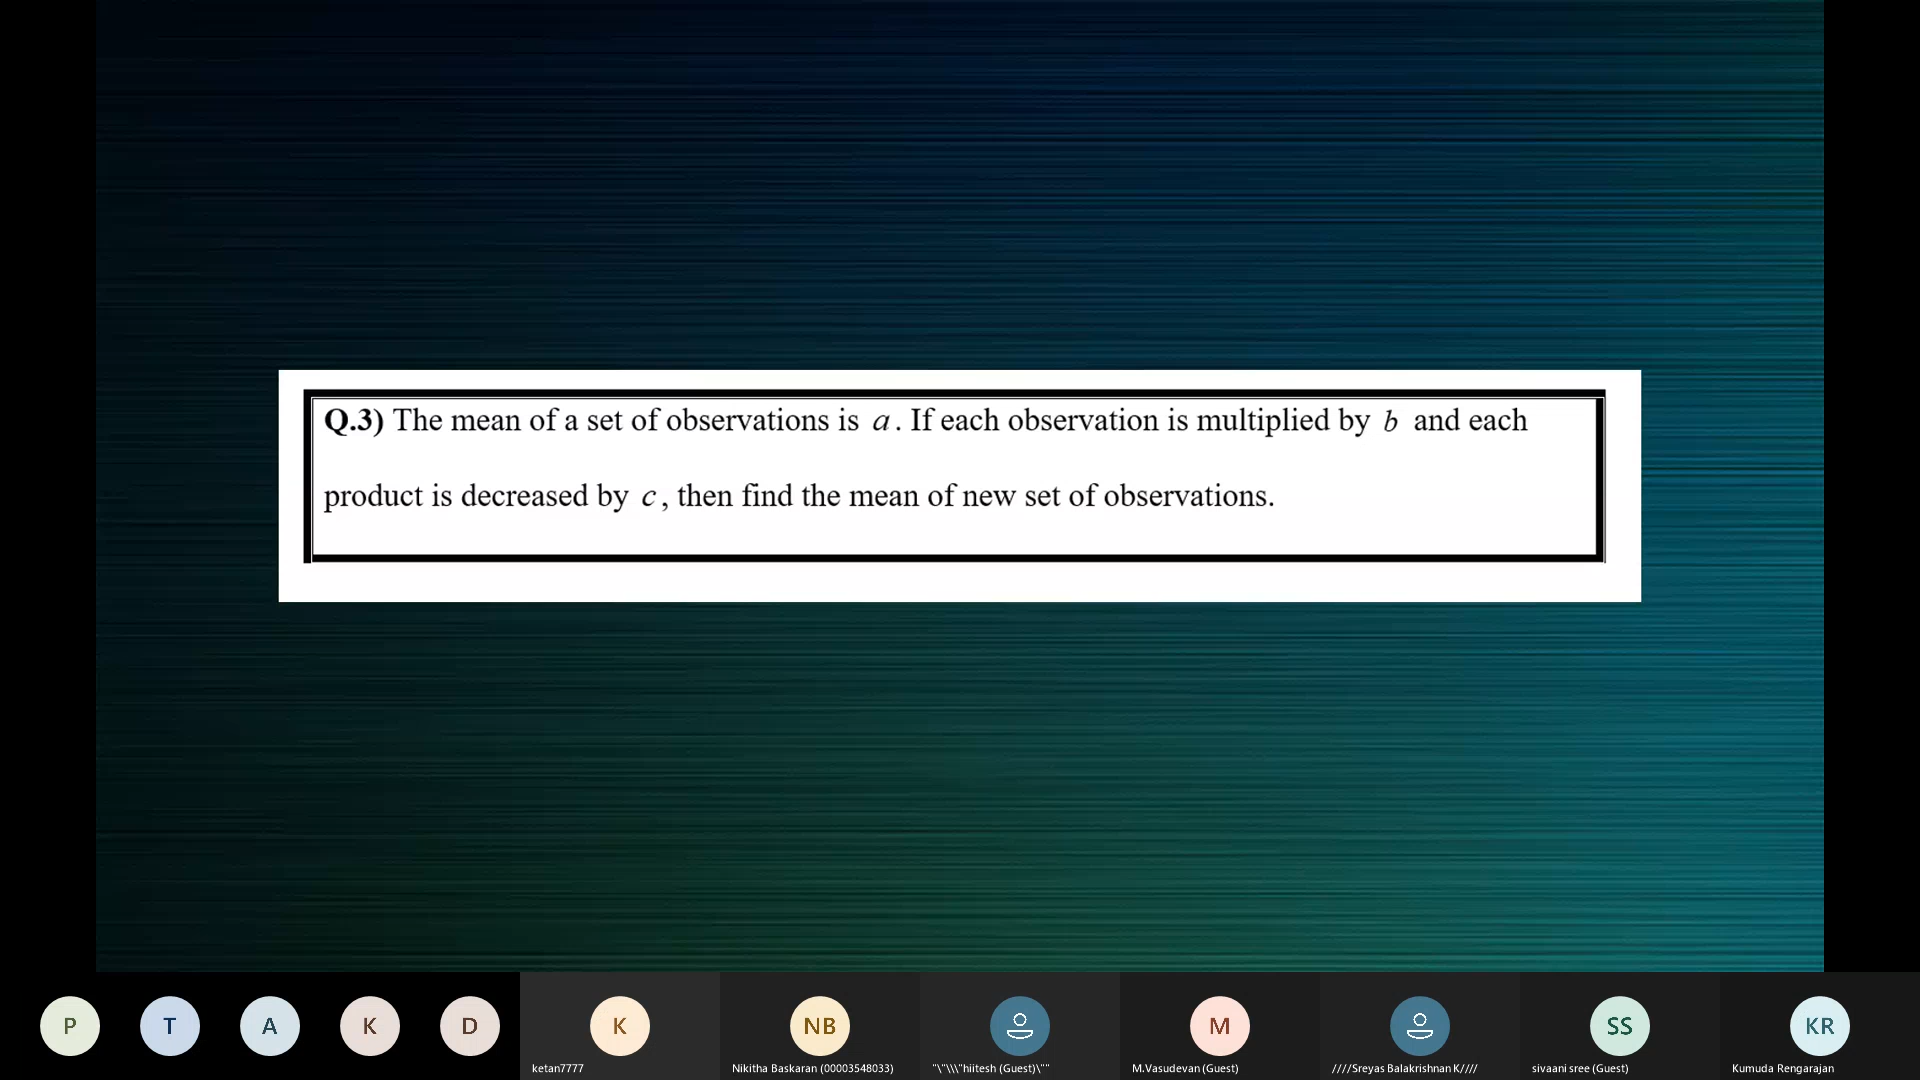 Q.3) The mean of a set of observations is a. If each observation is multiplied by b and each
product is decreased by c, then find the mean of new set of observations.
P
T
A
K
D
K
NB
M
SS
KR
ketan7777
Nikitha Baskaran (00003548033)
"\"\\\"hiitesh (Guest)\""
M.Vasudevan (Guest)
////Sreyas Balakrishnan K////
sivaani sree (Guest)
Kumuda Rengarajan